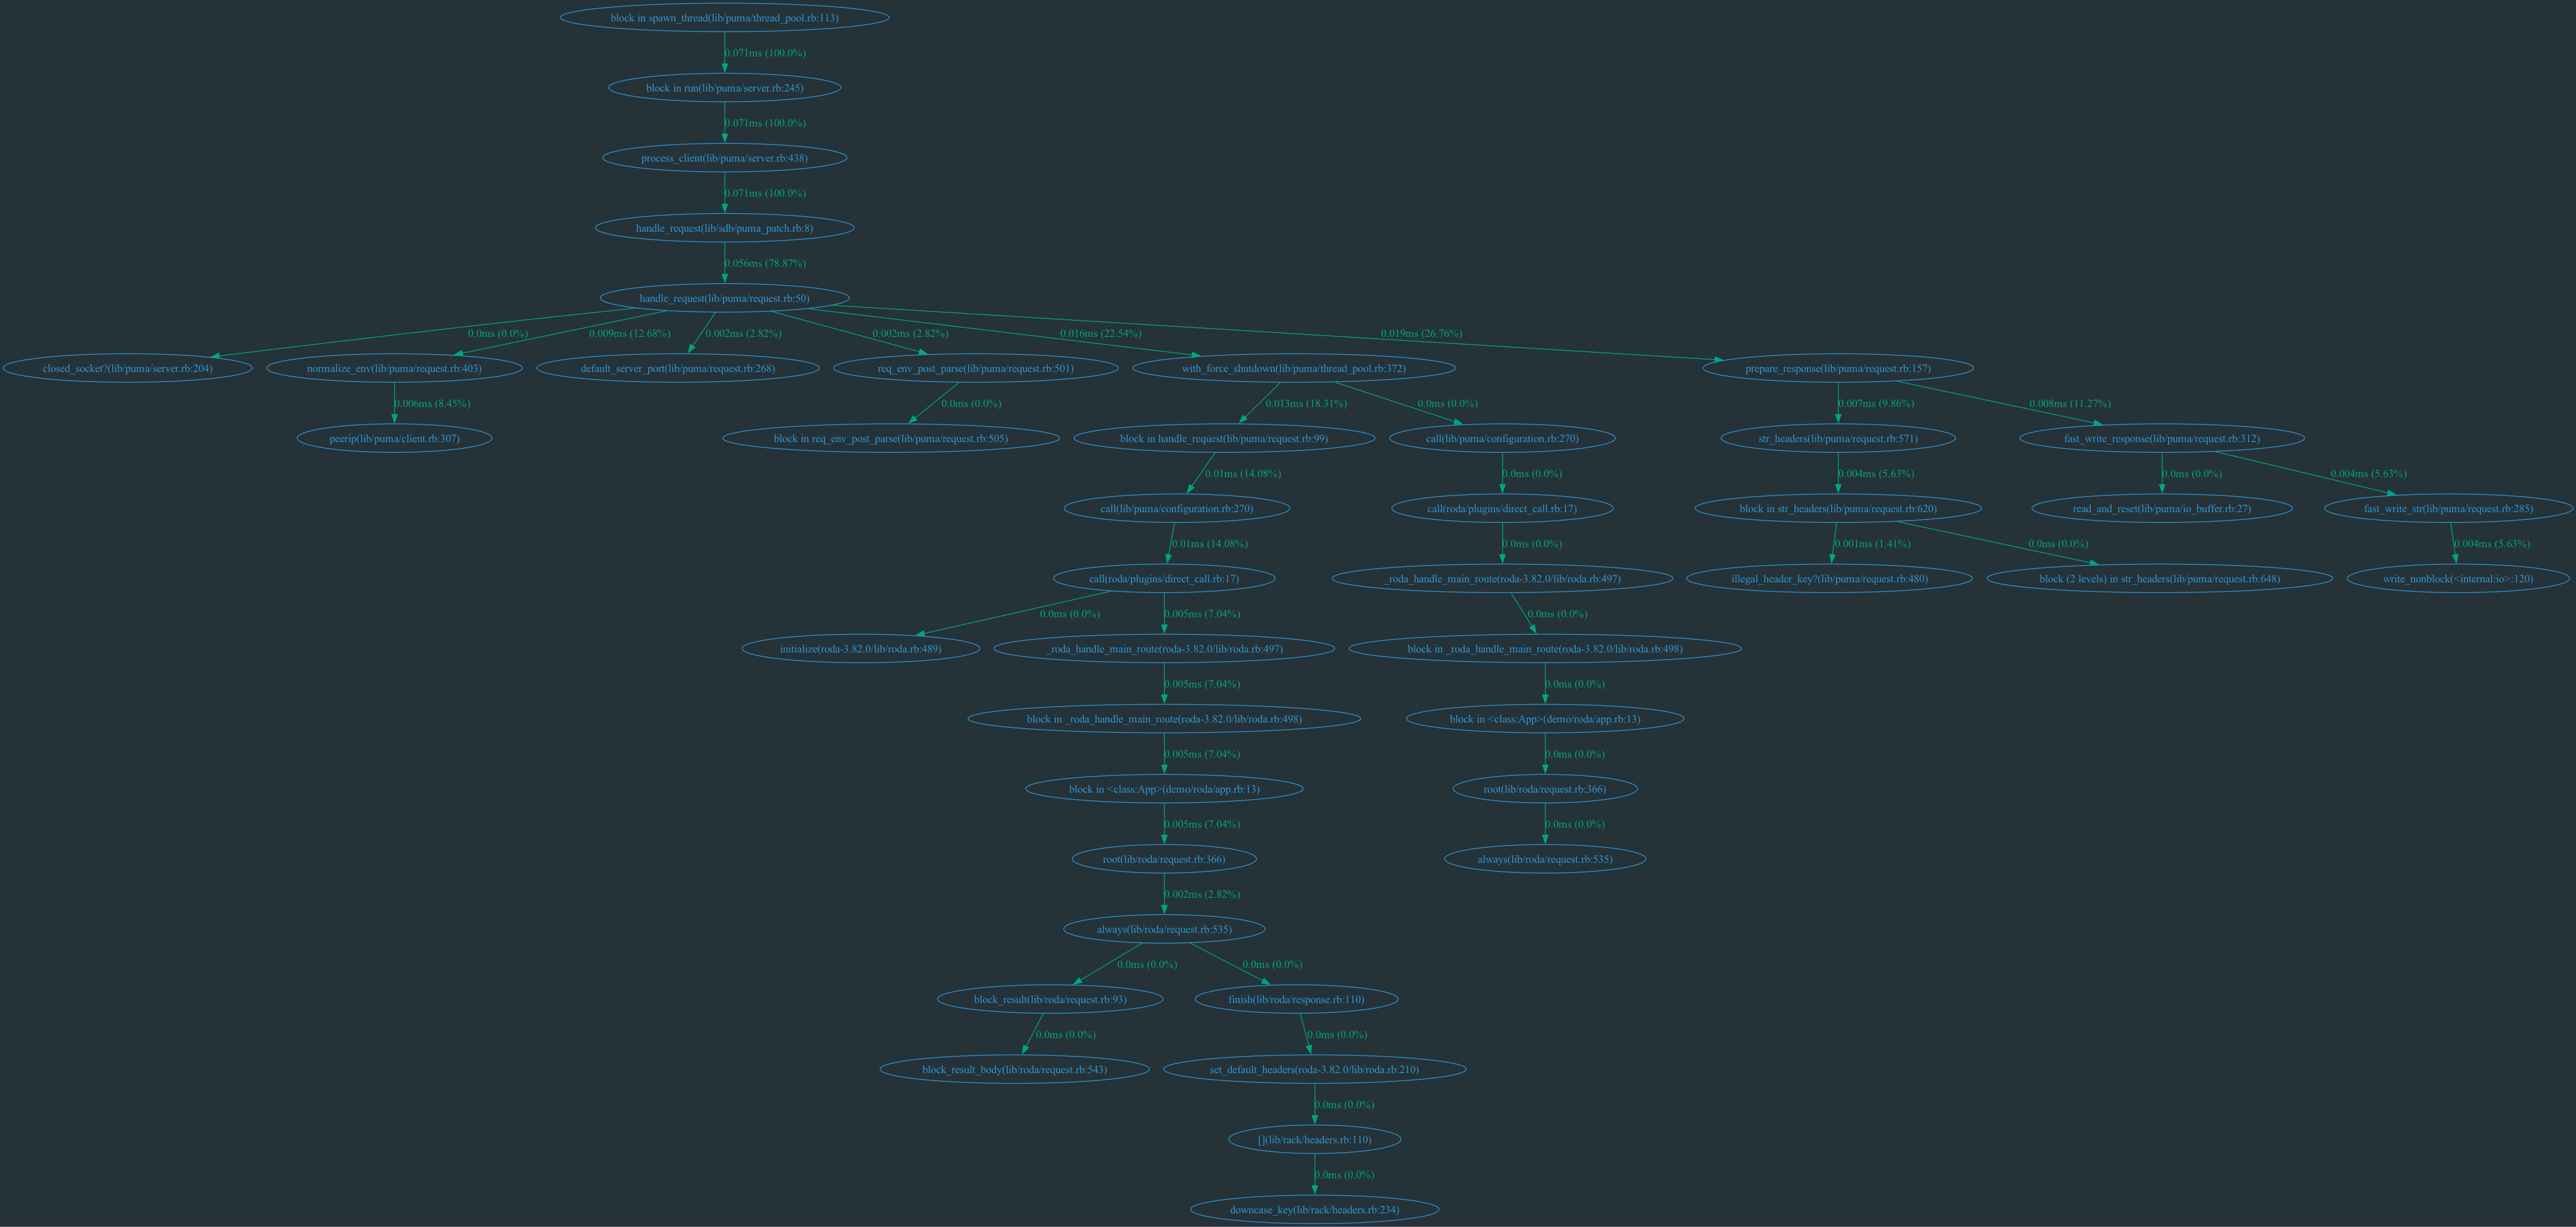 block in spawn_thread(lib/puma/thread_pool.rb:113)
0.071ms (100.0%)
block in run(lib/puma/server.rb:245)
0.071ms (100.0%)
process_client(lib/puma/server.rb:438)
0.071ms (100.0%)
handle_request(lib/sdb/puma_patch.rb:8)
0.056ms (78.87%)
handle_request(lib/puma/request.rb:50)
0.0ms (0.0%)
0.009ms (12.68%)
0.002ms (2.82%)
0.002ms (2.82%)
0.016ms (22.54%)
0.019ms (26.76%)
closed_socket?(lib/puma/server.rb:204)
normalize_env(lib/puma/request.rb:403)
default_server_port(lib/puma/request.rb:268)
req_env_post_parse(lib/puma/request.rb:501)
with_force_shutdown(lib/puma/thread_pool.rb:372)
prepare_response(lib/puma/request.rb:157)
0.006ms (8.45%)
0.0ms (0.0%)
0.013ms (18.31%)
0.0ms (0.0%)
0.007ms (9.86%)
0.008ms (11.27%)
peerip(lib/puma/client.rb:307)
block in req_env_post_parse(lib/puma/request.rb:505)
block in handle_request(lib/puma/request.rb:99)
call(lib/puma/configuration.rb:270)
str_headers(lib/puma/request.rb:571)
fast_write_response(lib/puma/request.rb:312)
0.01ms (14.08%)
0.0ms (0.0%)
0.004ms (5.63%)
0.0ms (0.0%)
0.004ms (5.63%)
call(lib/puma/configuration.rb:270)
call(roda/plugins/direct_call.rb:17)
block in str_headers(lib/puma/request.rb:620)
read_and_reset(lib/puma/io_buffer.rb:27)
fast_write_str(lib/puma/request.rb:285)
0.01ms (14.08%)
0.0ms (0.0%)
0.001ms (1.41%)
0.0ms (0.0%)
0.004ms (5.63%)
call(roda/plugins/direct_call.rb:17)
_roda_handle_main_route(roda-3.82.0/lib/roda.rb:497)
illegal_header_key?(lib/puma/request.rb:480)
block (2 levels) in str_headers(lib/puma/request.rb:648)
write_nonblock(<internal:io>:120)
0.0ms (0.0%)
0.005ms (7.04%)
0.0ms (0.0%)
initialize(roda-3.82.0/lib/roda.rb:489)
_roda_handle_main_route(roda-3.82.0/lib/roda.rb:497)
block in _roda_handle_main_route(roda-3.82.0/lib/roda.rb:498)
0.005ms (7.04%)
0.0ms (0.0%)
block in _roda_handle_main_route(roda-3.82.0/lib/roda.rb:498)
block in <class:App>(demo/roda/app.rb:13)
0.005ms (7.04%)
0.0ms (0.0%)
block in <class:App>(demo/roda/app.rb:13)
root(lib/roda/request.rb:366)
0.005ms (7.04%)
0.0ms (0.0%)
root(lib/roda/request.rb:366)
always(lib/roda/request.rb:535)
0.002ms (2.82%)
always(lib/roda/request.rb:535)
0.0ms (0.0%)
0.0ms (0.0%)
block_result(lib/roda/request.rb:93)
finish(lib/roda/response.rb:110)
0.0ms (0.0%)
0.0ms (0.0%)
block_result_body(lib/roda/request.rb:543)
set_default_headers(roda-3.82.0/lib/roda.rb:210)
0.0ms (0.0%)
[](lib/rack/headers.rb:110)
0.0ms (0.0%)
downcase_key(lib/rack/headers.rb:234)